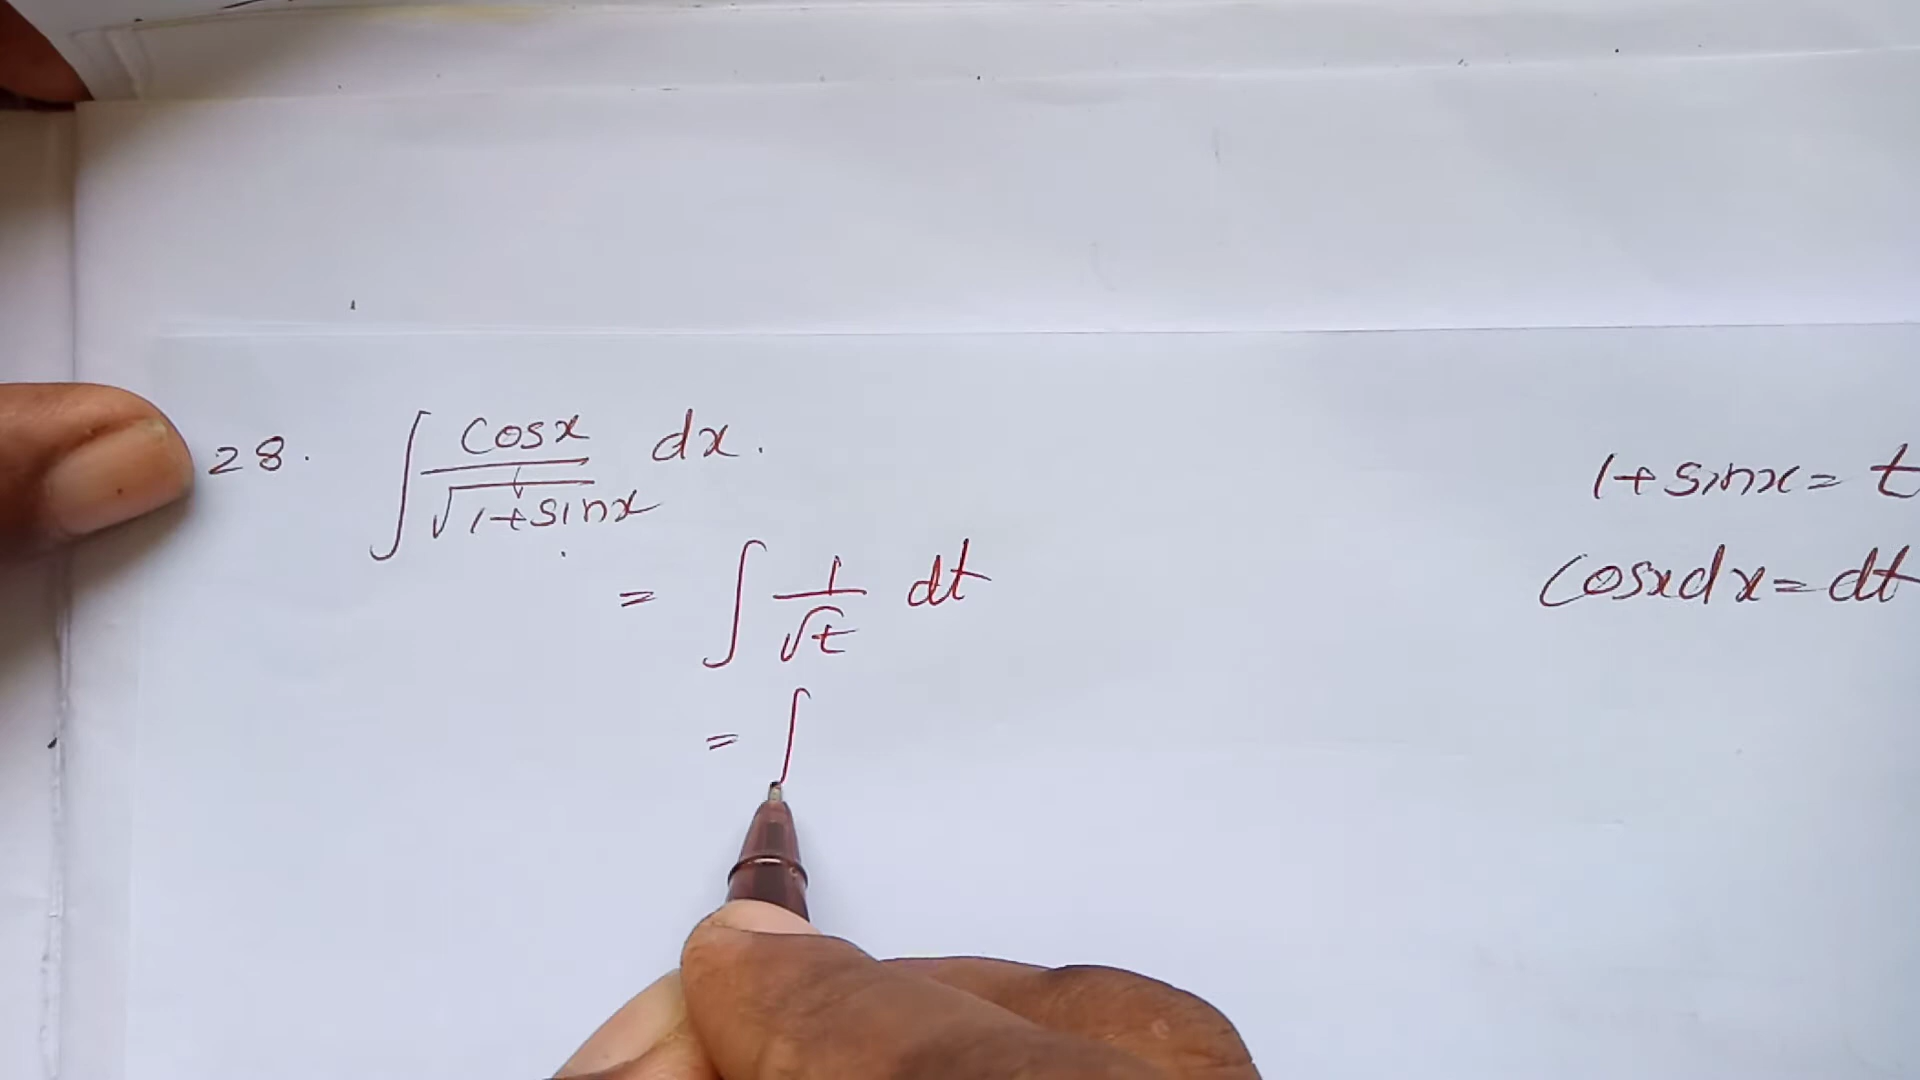 28. ∫ cosx/√1+sinx dx.
1+sinx = t
cosxdx = dt
= ∫ 1/√t dt
= ∫